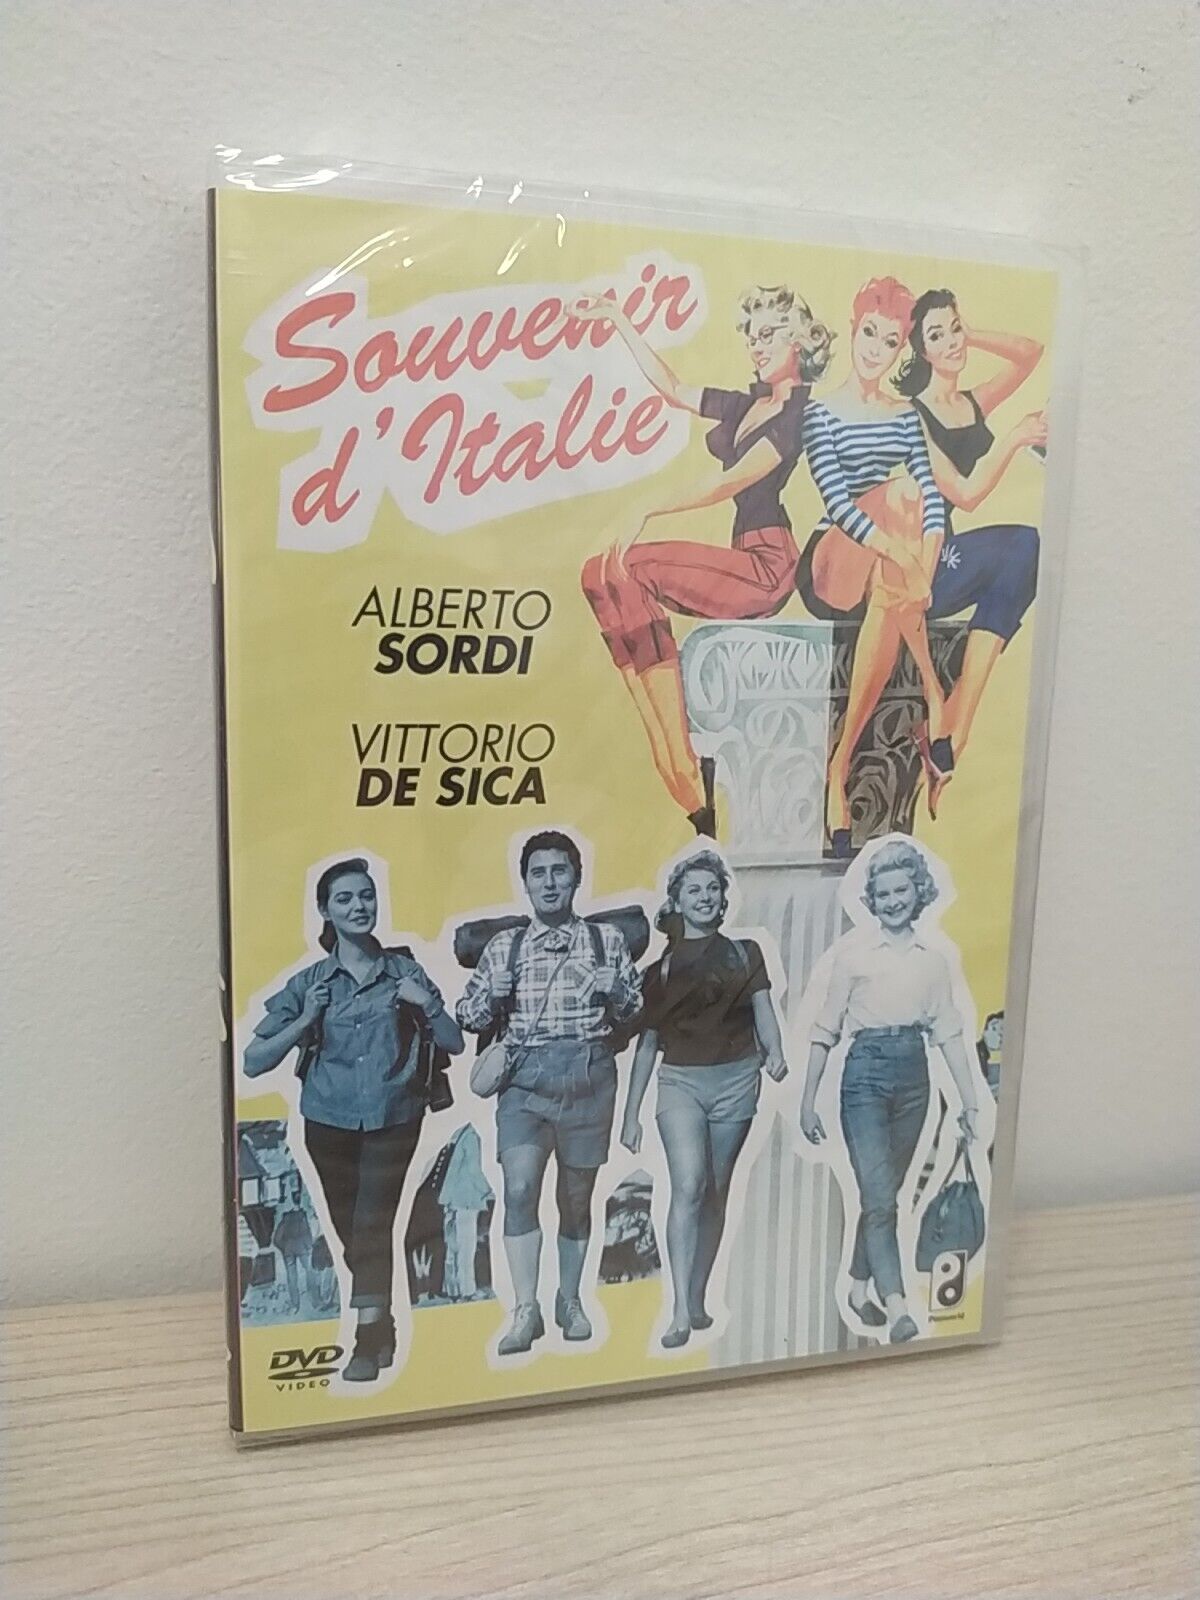 Souvenir
d'Italie
ALBERTO
SORDI
VITTORIO
DE SICA
DVD
VIDEO